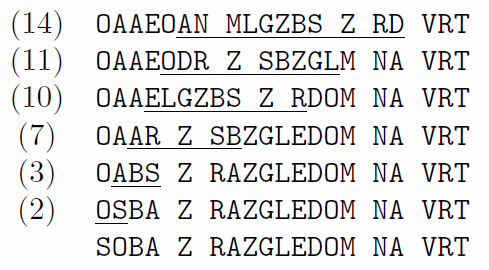 (14) OAAEOAN MLGZBS Z RD VRT
(11) OAAEODR Z SBZGLM NA VRT
(10) OAAELGZBS Z RDOM NA VRT
(7) OAAR Z SBZGLEDOM NA VRT
(3) OABS Z RAZGLEDOM NA VRT
(2) OSBA Z RAZGLEDOM NA VRT
SOBA Z RAZGLEDOM NA VRT